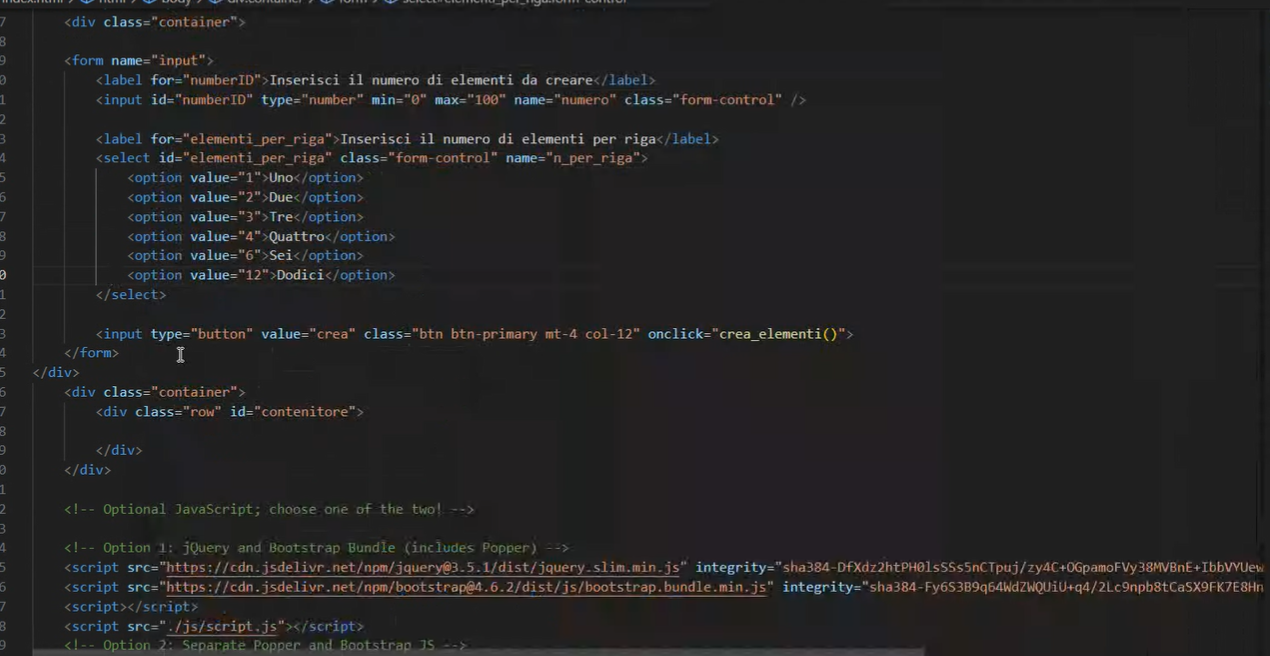 index.html > html > body > div.container > form > select#elementi_per_riga.form-control
7 <div class="container">
8
9 <form name="input">
0 <label for="numberID">Inserisci il numero di elementi da creare</label>
1 <input id="numberID" type="number" min="0" max="100" name="numero" class="form-control" />
2
3 <label for="elementi_per_riga">Inserisci il numero di elementi per riga</label>
4 <select id="elementi_per_riga" class="form-control" name="n_per_riga">
5 <option value="1">Uno</option>
6 <option value="2">Due</option>
7 <option value="3">Tre</option>
8 <option value="4">Quattro</option>
9 <option value="6">Sei</option>
0 <option value="12">Dodici</option>
1 </select>
2
3 <input type="button" value="crea" class="btn btn-primary mt-4 col-12" onclick="crea_elementi()">
4 </form>
5 </div>
6 <div class="container">
7 <div class="row" id="contenitore">
8
9 </div>
0 </div>
1
2 <!-- Optional JavaScript; choose one of the two! -->
3
4 <!-- Option 1: jQuery and Bootstrap Bundle (includes Popper) -->
5 <script src="https://cdn.jsdelivr.net/npm/jquery@3.5.1/dist/jquery.slim.min.js" integrity="sha384-DfXdz2htPH0lsSSs5nCTpuj/zy4C+OGpamoFVy38MVBnE+IbbVYUew
6 <script src="https://cdn.jsdelivr.net/npm/bootstrap@4.6.2/dist/js/bootstrap.bundle.min.js" integrity="sha384-Fy6S3B9q64WdZWQUiU+q4/2Lc9npb8tCaSX9FK7E8Hn
7 <script></script>
8 <script src="./js/script.js"></script>
9 <!-- Option 2: Separate Popper and Bootstrap JS -->